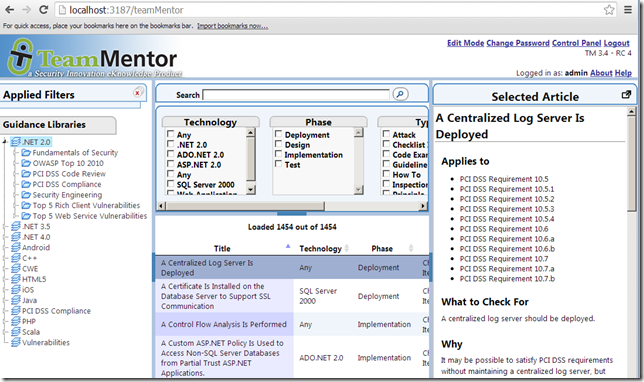 localhost:3187/teamMentor
For quick access, place your bookmarks here on the bookmarks bar. Import bookmarks now...
TeamMentor
a Security Innovation eKnowledge Product
Edit Mode Change Password Control Panel Logout
TM 3.4 - RC 4
Logged in as: admin About Help
Applied Filters
Guidance Libraries
.NET 2.0
Fundamentals of Security
OWASP Top 10 2010
PCI DSS Code Review
PCI DSS Compliance
Security Engineering
Top 5 Rich Client Vulnerabilities
Top 5 Web Service Vulnerabilities
.NET 3.5
.NET 4.0
Android
C++
CWE
HTML5
iOS
Java
PCI DSS Compliance
PHP
Scala
Vulnerabilities
Search
Technology
Any
.NET 2.0
ADO.NET 2.0
ASP.NET 2.0
Any
SQL Server 2000
Phase
Deployment
Design
Implementation
Test
Typ
Attack
Checklist
Code Exam
Guideline
How To
Inspection
Loaded 1454 out of 1454
Title Technology Phase
A Centralized Log Server Is Deployed Any Deployment Ch Ite
A Certificate Is Installed on the Database Server to Support SSL Communication SQL Server 2000 Deployment Ch Ite
A Control Flow Analysis Is Performed Any Implementation Ch Ite
A Custom ASP.NET Policy Is Used to Access Non-SQL Server Databases from Partial Trust ASP.NET Applications. ADO.NET 2.0 Implementation Ch Ite
Selected Article
A Centralized Log Server Is
Deployed
Applies to
PCI DSS Requirement 10.5
PCI DSS Requirement 10.5.1
PCI DSS Requirement 10.5.2
PCI DSS Requirement 10.5.3
PCI DSS Requirement 10.5.4
PCI DSS Requirement 10.6
PCI DSS Requirement 10.6.a
PCI DSS Requirement 10.6.b
PCI DSS Requirement 10.7
PCI DSS Requirement 10.7.a
PCI DSS Requirement 10.7.b
What to Check For
A centralized log server should be deployed.
Why
It may be possible to satisfy PCI DSS
requirements
without maintaining a centralized log server, but